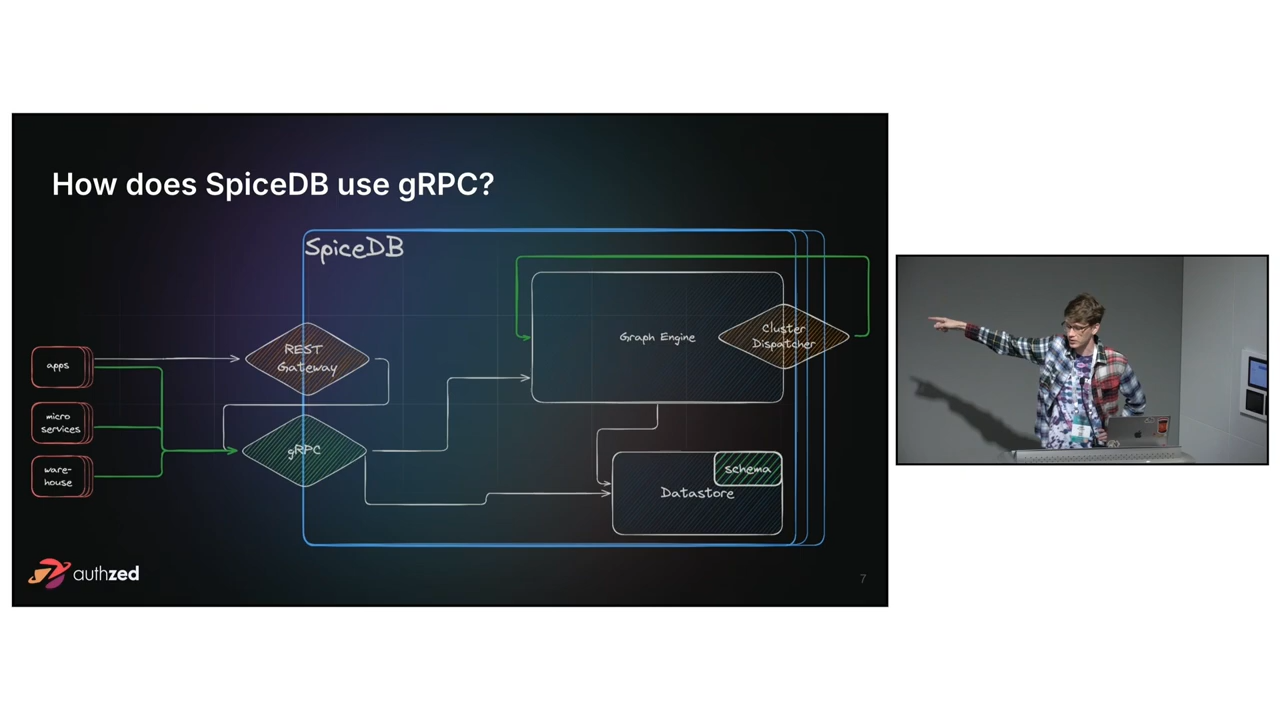 How does SpiceDB use gRPC?
SpiceDB
apps
micro
services
ware-
house
REST
Gateway
gRPC
Graph Engine
Cluster
Dispatcher
schema
Datastore
authzed
7